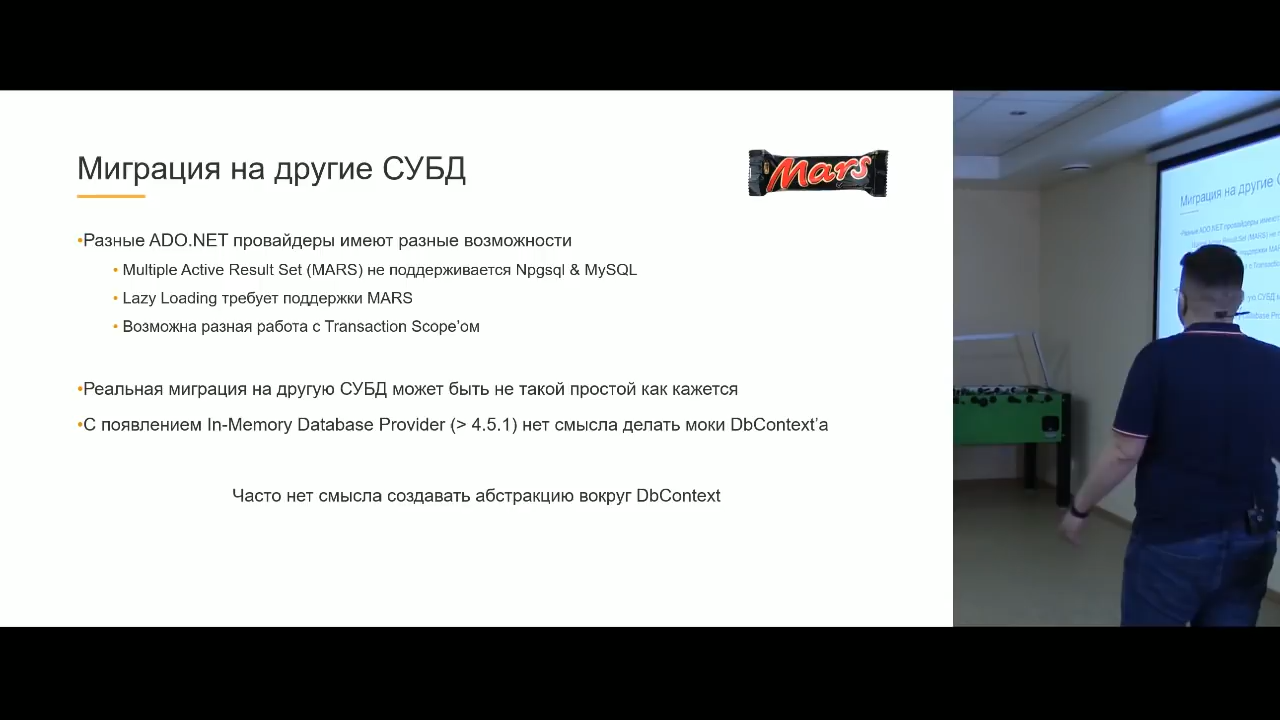 Миграция на другие СУБД
Mars
•Разные ADO.NET провайдеры имеют разные возможности
• Multiple Active Result Set (MARS) не поддерживается Npgsql & MySQL
• Lazy Loading требует поддержки MARS
• Возможна разная работа с Transaction Scope’ом
•Реальная миграция на другую СУБД может быть не такой простой как кажется
•С появлением In-Memory Database Provider (> 4.5.1) нет смысла делать моки DbContext’а
Часто нет смысла создавать абстракцию вокруг DbContext
Миграция на другие